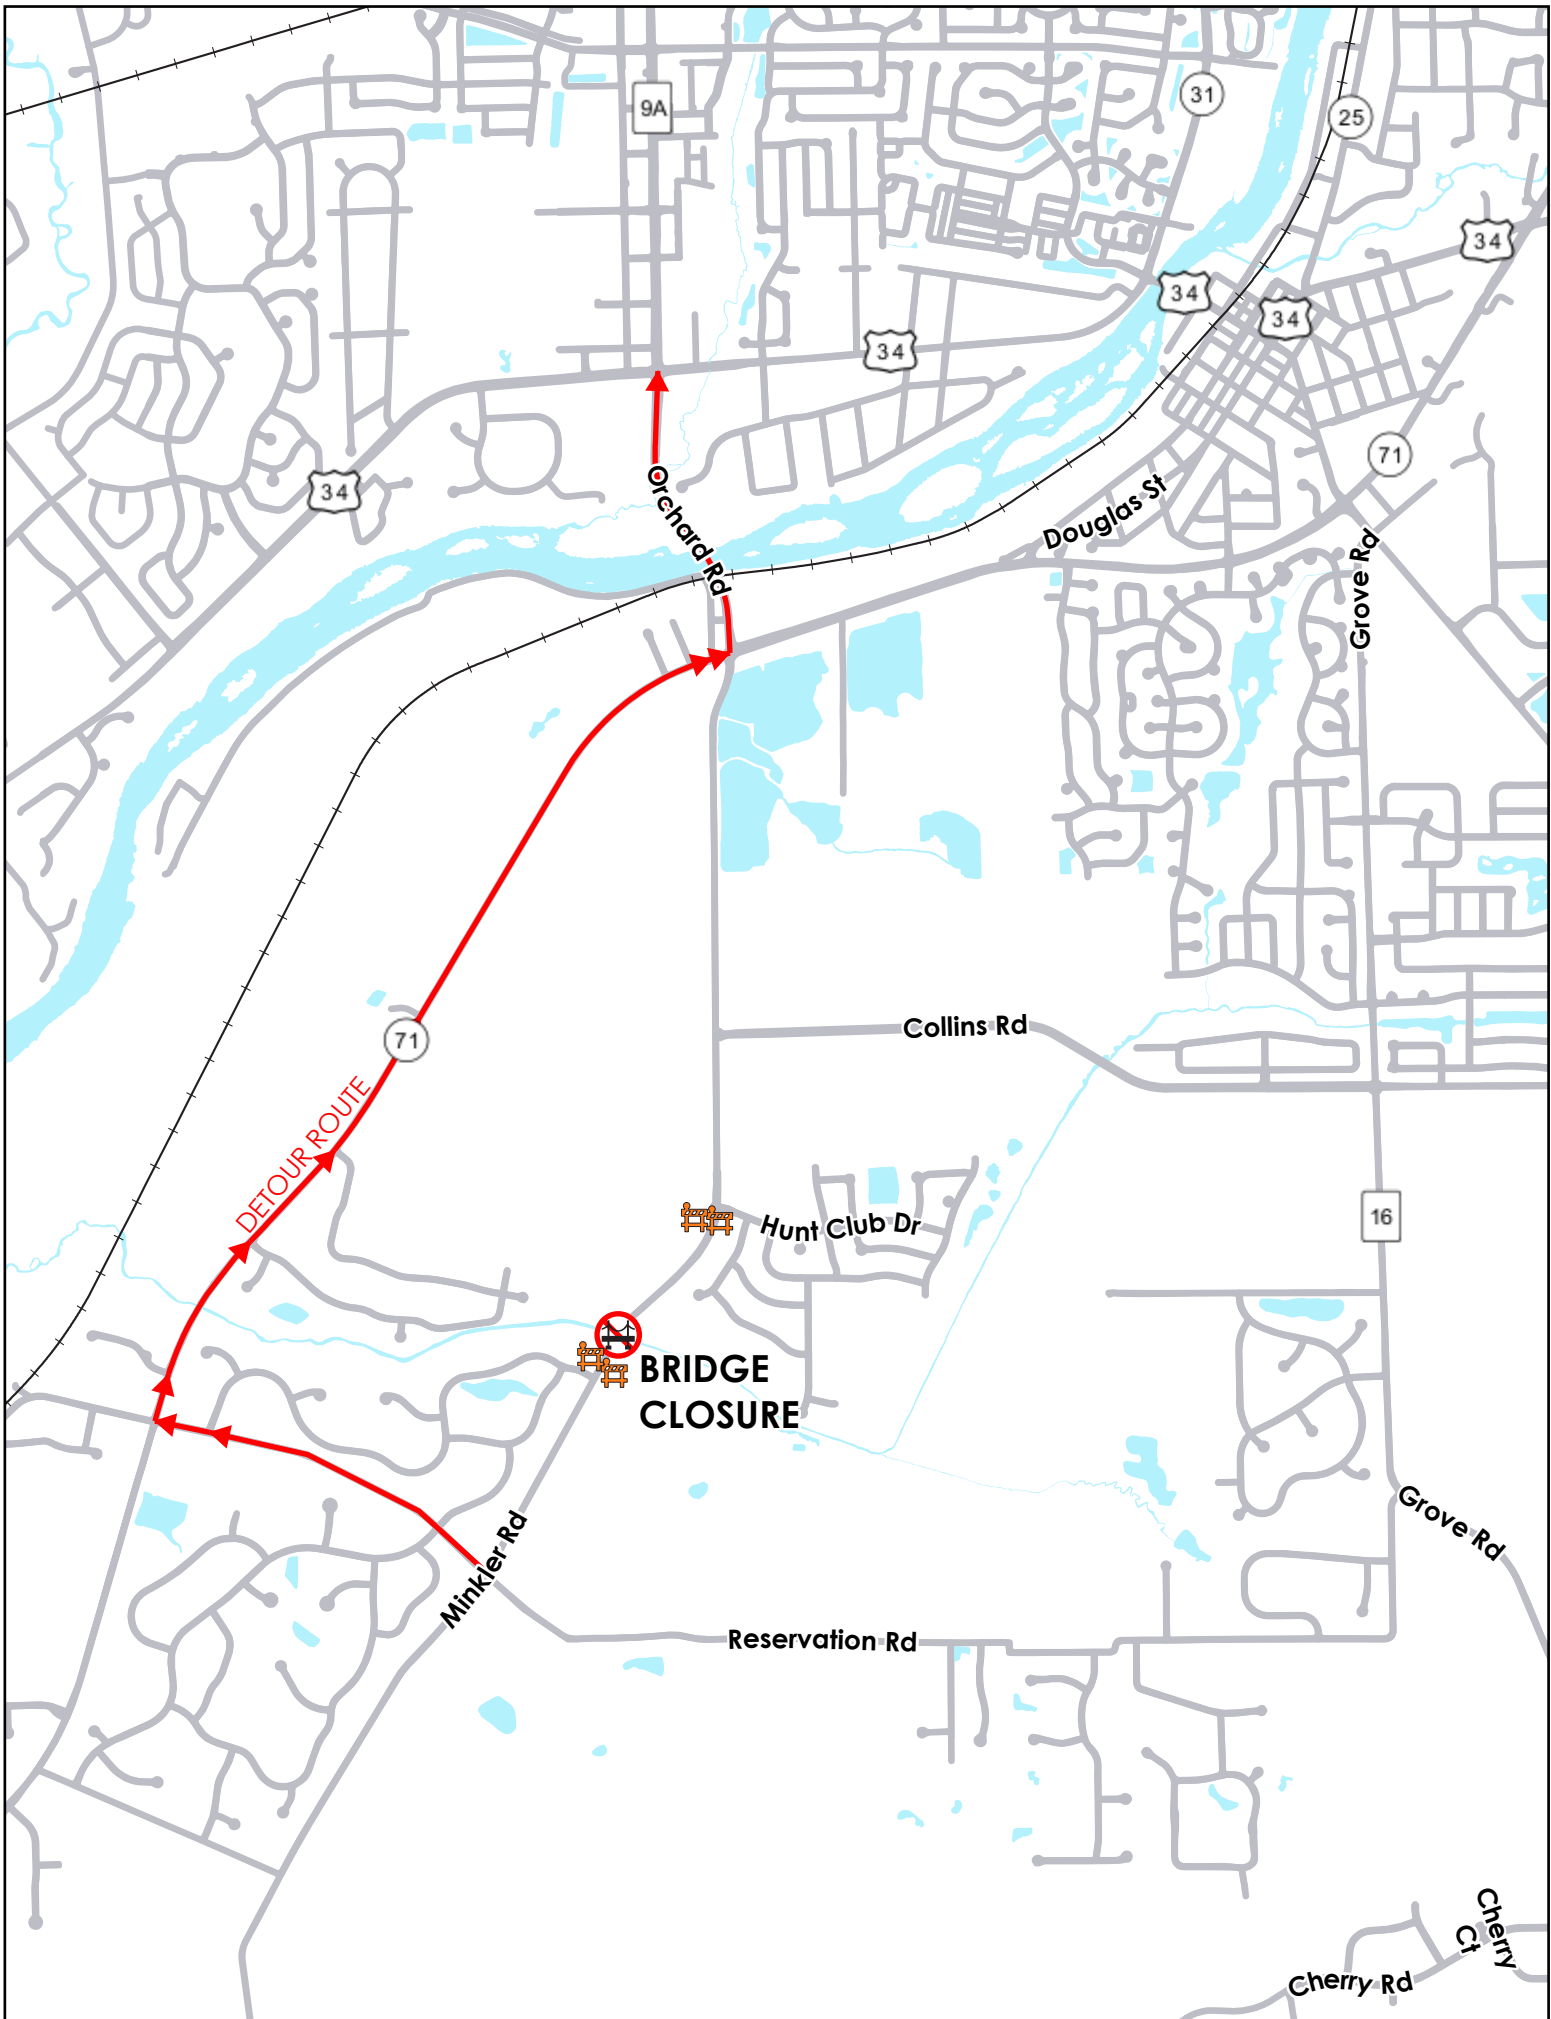 9A
31
25
34
34
34
34
34
71
Orchard Rd
Douglas St
Grove Rd
Collins Rd
71
DETOUR ROUTE
Hunt Club Dr
16
BRIDGE
CLOSURE
Minkler Rd
Grove Rd
Reservation Rd
Cherry
Ct
Cherry Rd